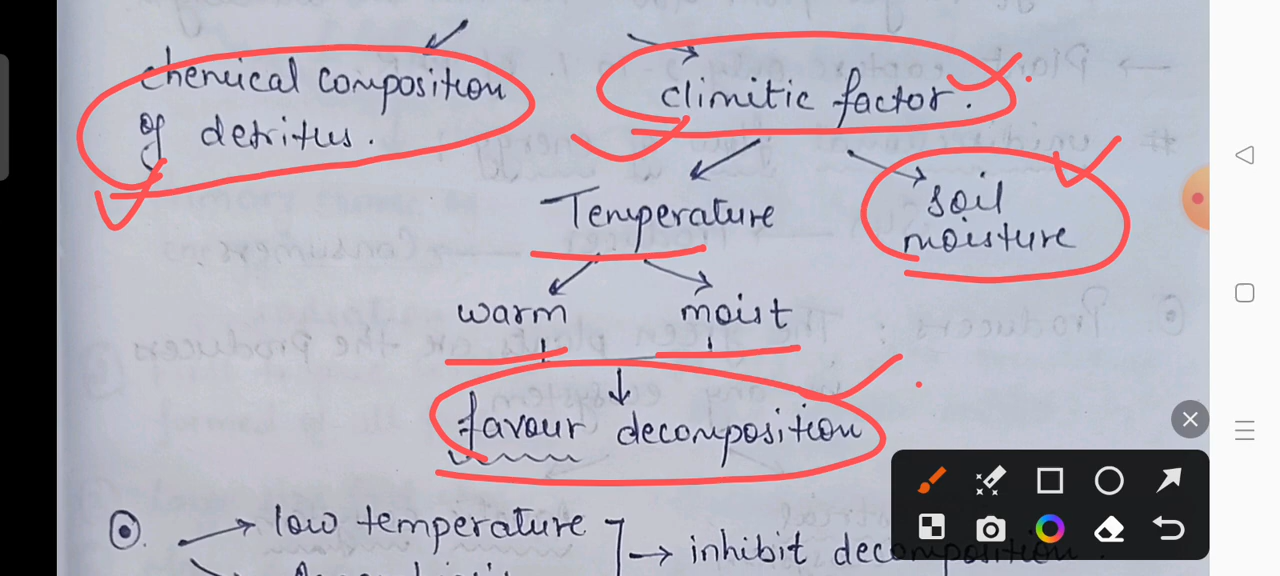 chemical composition
of detritus.
climitic factor.
Temperature
soil
moisture
warm
moist
favour decomposition
low temperature
→ inhibit decomposition.